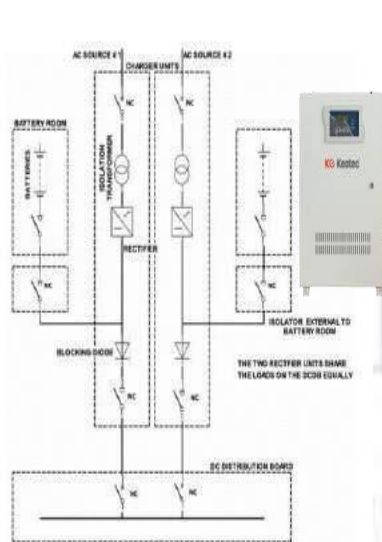 AC SOURCE # 1
AC SOURCE # 2
CHARGER UNITS
NC
NC
BATTERY ROOM
BATTERIES
ISOLATION
TRANSFORMER
KG Keatec
RECTIFIER
NC
NC
ISOLATOR EXTERNAL TO
BATTERY ROOM
BLOCKING DIODE
THE TWO RECTIFIER UNITS SHARE
THE LOADS ON THE DCDB EQUALLY
NC
NC
DC DISTRIBUTION BOARD
NC
NC